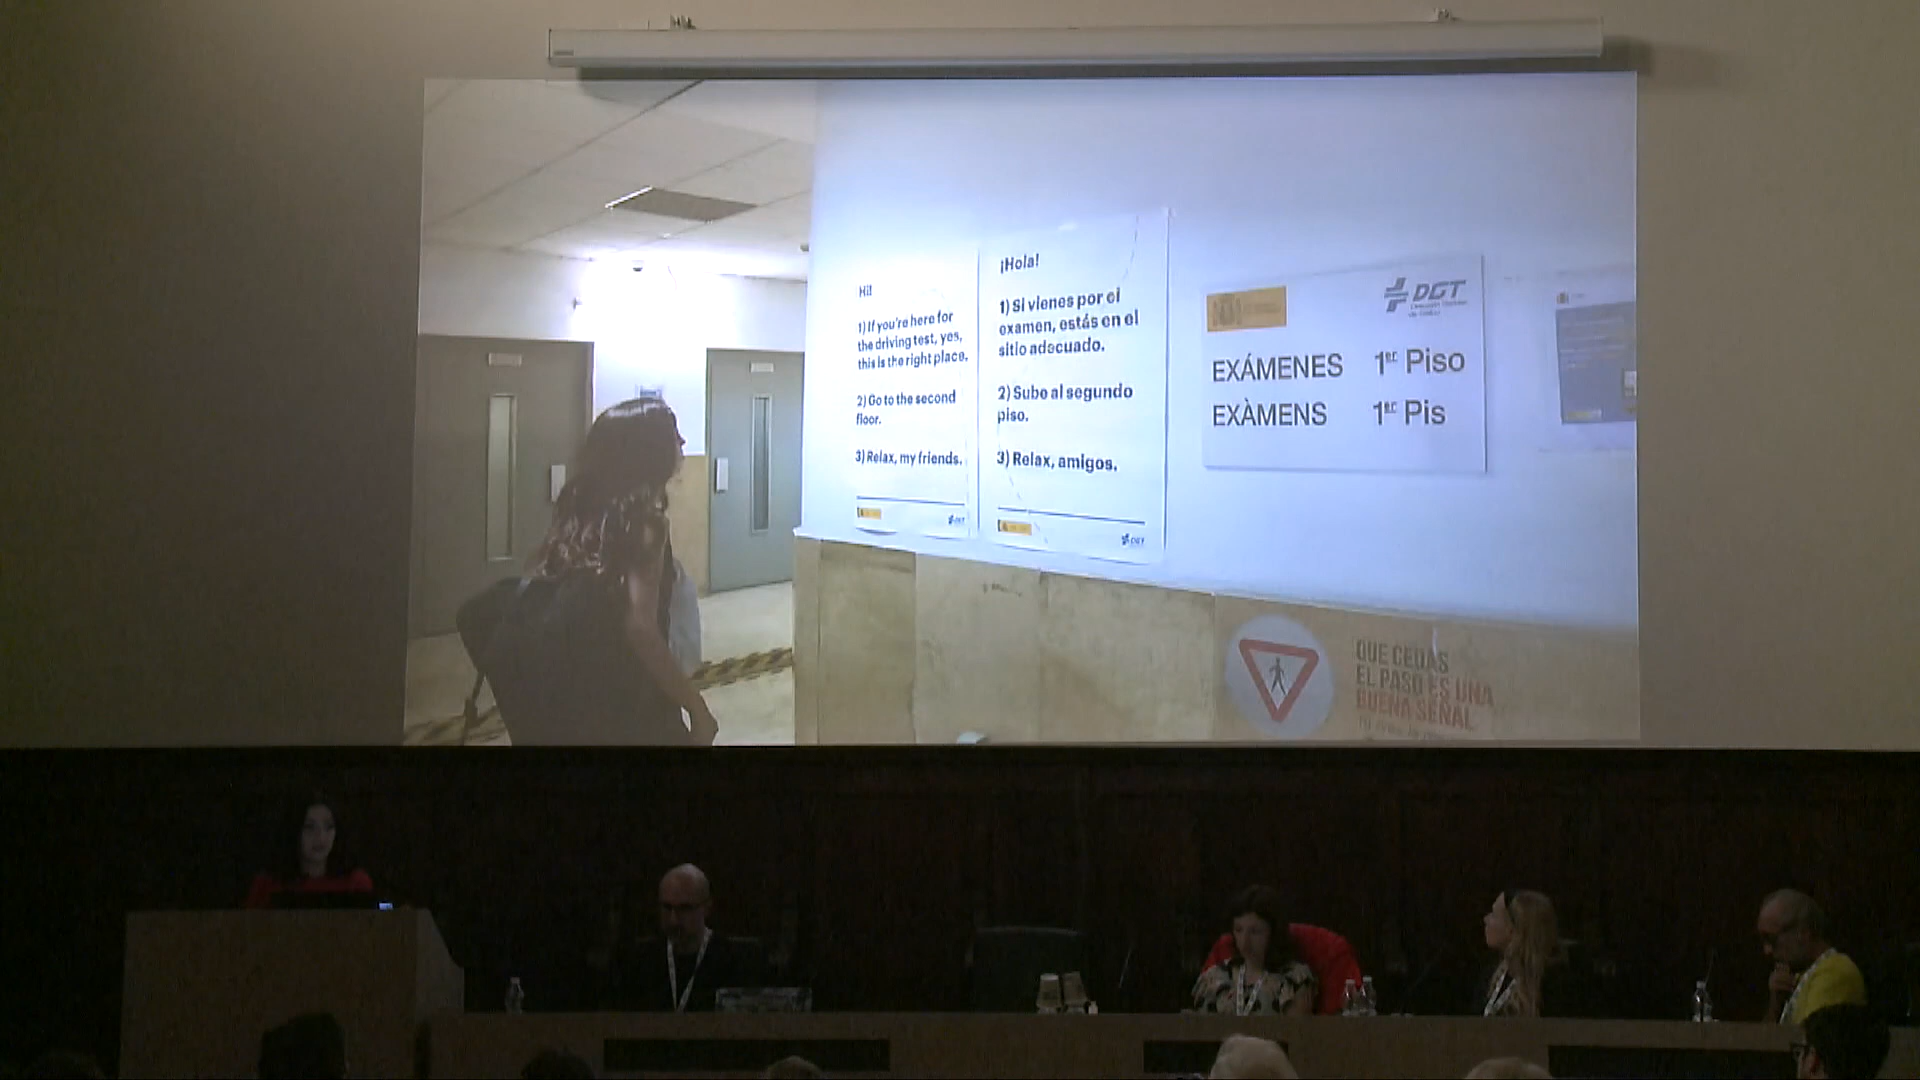 Hi!
1) If you're here for
the driving test, yes,
this is the right place.
2) Go to the second
floor.
3) Relax, my friends.
DGT
¡Hola!
1) Si vienes por el
examen, estás en el
sitio adecuado.
2) Sube al segundo
piso.
3) Relax, amigos.
DGT
DGT
EXÁMENES 1er Piso
EXÀMENS 1er Pis
QUE CEDAS
EL PASO ES UNA
BUENA SEÑAL